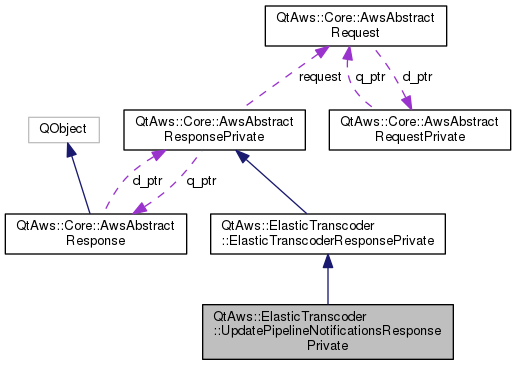 QtAws::Core::AwsAbstract
Request
request
q_ptr
d_ptr
QObject
QtAws::Core::AwsAbstract
ResponsePrivate
QtAws::Core::AwsAbstract
RequestPrivate
d_ptr
q_ptr
QtAws::Core::AwsAbstract
Response
QtAws::ElasticTranscoder
::ElasticTranscoderResponsePrivate
QtAws::ElasticTranscoder
::UpdatePipelineNotificationsResponse
Private